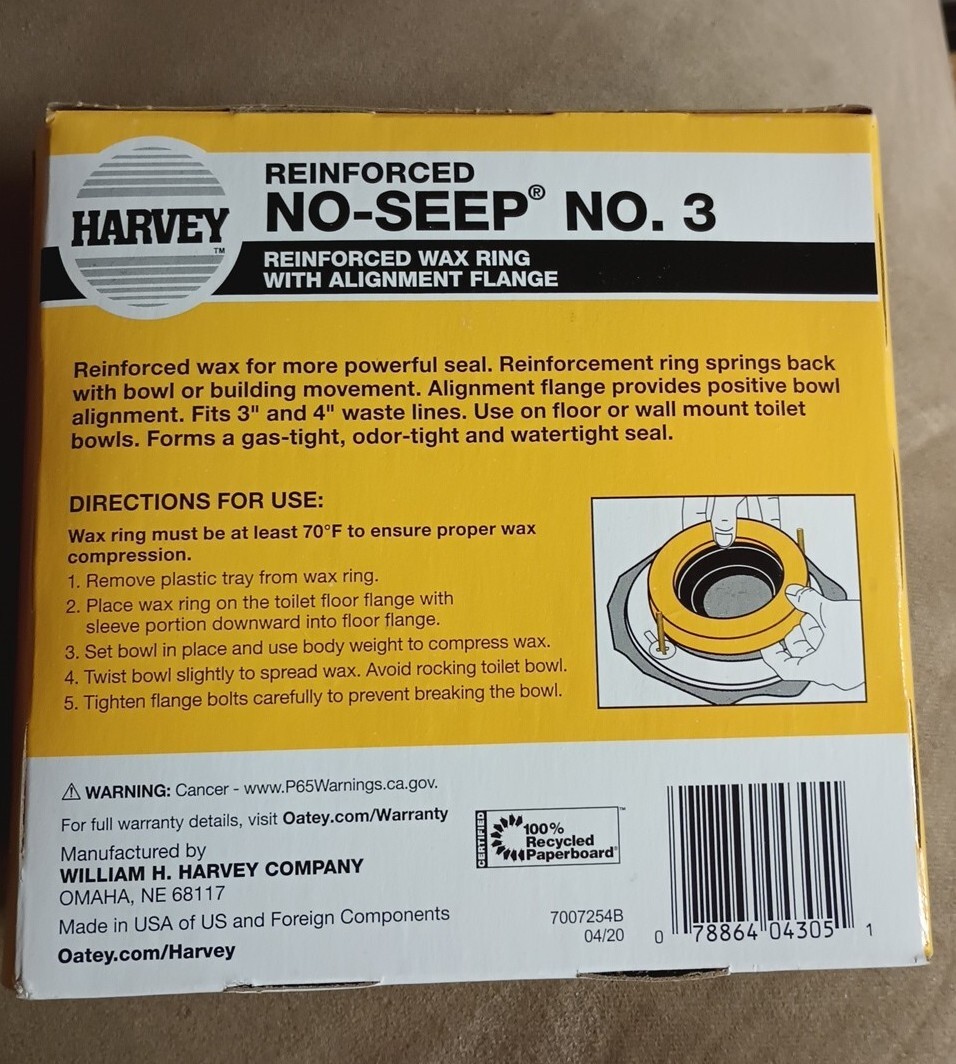 HARVEY™
REINFORCED
NO-SEEP® NO. 3
REINFORCED WAX RING
WITH ALIGNMENT FLANGE
Reinforced wax for more powerful seal. Reinforcement ring springs back
with bowl or building movement. Alignment flange provides positive bowl
alignment. Fits 3" and 4" waste lines. Use on floor or wall mount toilet
bowls. Forms a gas-tight, odor-tight and watertight seal.
DIRECTIONS FOR USE:
Wax ring must be at least 70°F to ensure proper wax
compression.
1. Remove plastic tray from wax ring.
2. Place wax ring on the toilet floor flange with
sleeve portion downward into floor flange.
3. Set bowl in place and use body weight to compress wax.
4. Twist bowl slightly to spread wax. Avoid rocking toilet bowl.
5. Tighten flange bolts carefully to prevent breaking the bowl.
⚠ WARNING: Cancer - www.P65Warnings.ca.gov.
For full warranty details, visit Oatey.com/Warranty
Manufactured by
WILLIAM H. HARVEY COMPANY
OMAHA, NE 68117
Made in USA of US and Foreign Components
Oatey.com/Harvey
CERTIFIED
100%
Recycled
Paperboard®
™
7007254B
04/20
0 78864 04305 1